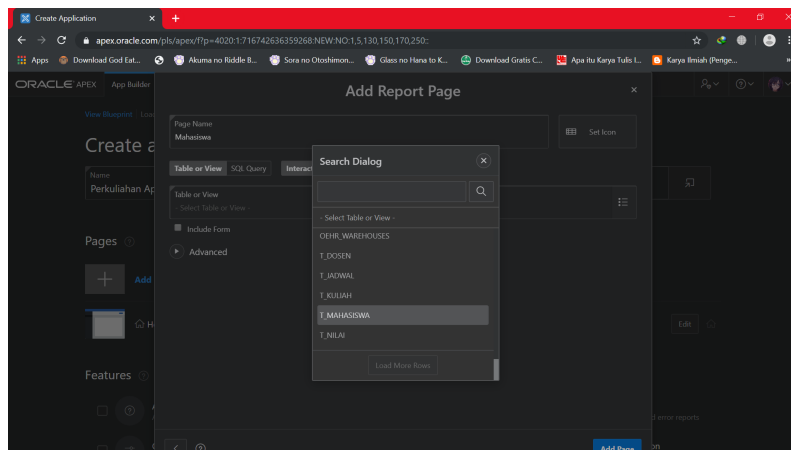 Create Application
apex.oracle.com/pls/apex/f?p=4020:1:716742636359268:NEW:NO:1,5,130,150,170,250::
Apps
Download God Eat...
Akuma no Riddle B...
Sora no Otoshimon...
Glass no Hana to K...
Download Gratis C...
Apa itu Karya Tulis I...
Karya Ilmiah (Penge...
ORACLE APEX
App Builder
View Blueprint
Create a
Name
Perkuliahan Ap
Pages
Add
Edit
Features
error reports
Add Report Page
Page Name
Mahasiswa
Set Icon
Table or View
SQL Query
Interact
Table or View
- Select Table or View -
Include Form
Advanced
Add Page
Search Dialog
- Select Table or View -
OEHR_WAREHOUSES
T_DOSEN
T_JADWAL
T_KULIAH
T_MAHASISWA
T_NILAI
Load More Rows